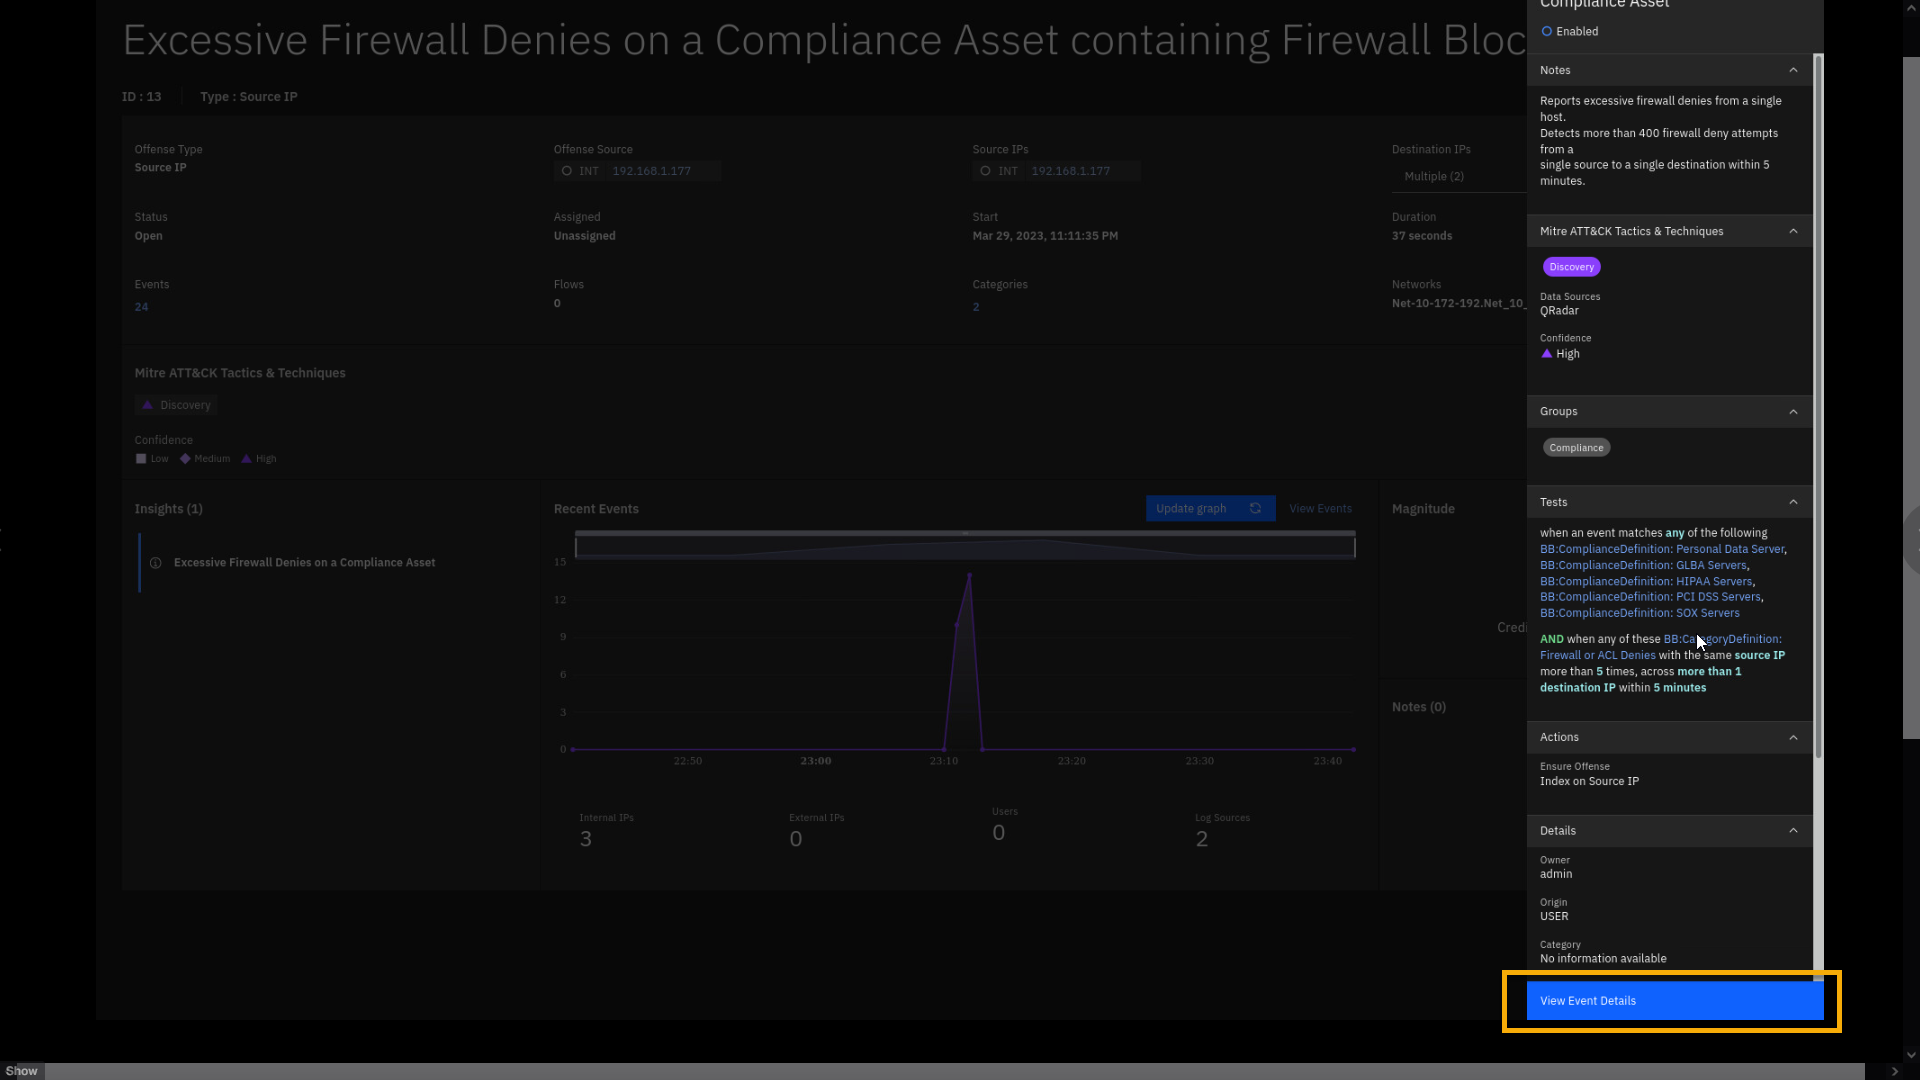 Excessive Firewall Denies on a Compliance Asset containing Firewall Bloc
ID : 13
Type : Source IP
Offense Type
Source IP
Offense Source
INT 192.168.1.177
Source IPs
INT 192.168.1.177
Destination IPs
Multiple (2)
Status
Open
Assigned
Unassigned
Start
Mar 29, 2023, 11:11:35 PM
Duration
37 seconds
Events
24
Flows
0
Categories
2
Networks
Net-10-172-192.Net_10_
Mitre ATT&CK Tactics & Techniques
Discovery
Confidence
Low Medium High
Insights (1)
Excessive Firewall Denies on a Compliance Asset
Recent Events
Update graph
View Events
15
12
9
6
3
0
22:50 23:00 23:10 23:20 23:30 23:40
Internal IPs
3
External IPs
0
Users
0
Log Sources
2
Magnitude
Credi
Notes (0)
Compliance Asset
Enabled
Notes
Reports excessive firewall denies from a single
host.
Detects more than 400 firewall deny attempts
from a
single source to a single destination within 5
minutes.
Mitre ATT&CK Tactics & Techniques
Discovery
Data Sources
QRadar
Confidence
High
Groups
Compliance
Tests
when an event matches any of the following
BB:ComplianceDefinition: Personal Data Server,
BB:ComplianceDefinition: GLBA Servers,
BB:ComplianceDefinition: HIPAA Servers,
BB:ComplianceDefinition: PCI DSS Servers,
BB:ComplianceDefinition: SOX Servers
AND when any of these BB:CategoryDefinition:
Firewall or ACL Denies with the same source IP
more than 5 times, across more than 1
destination IP within 5 minutes
Actions
Ensure Offense
Index on Source IP
Details
Owner
admin
Origin
USER
Category
No information available
View Event Details
Show